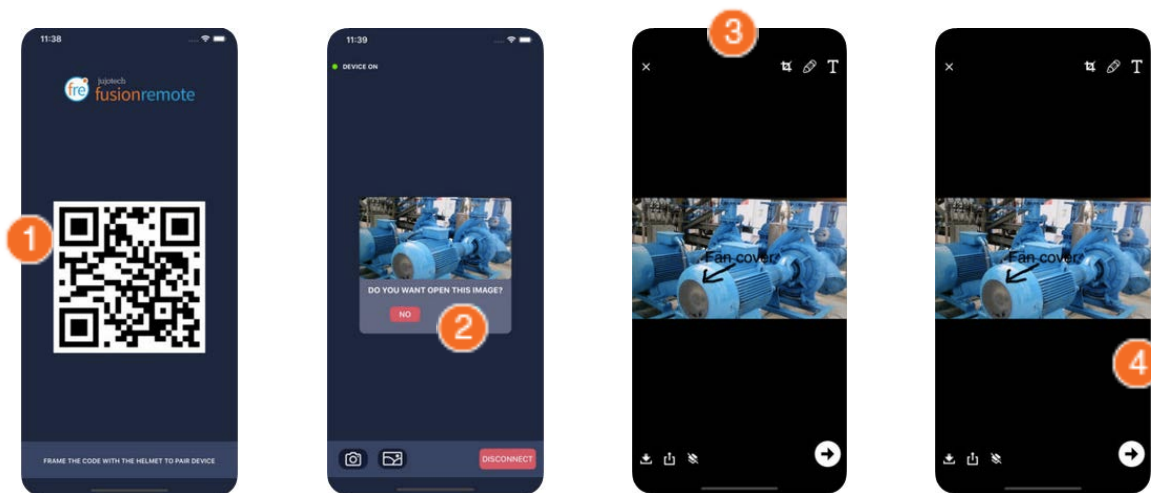 11:38
fre
jujotech
fusionremote
1
FRAME THE CODE WITH THE HELMET TO PAIR DEVICE
11:39
DEVICE ON
DO YOU WANT OPEN THIS IMAGE?
NO
2
DISCONNECT
3
T
Fan cover
T
Fan cover
4